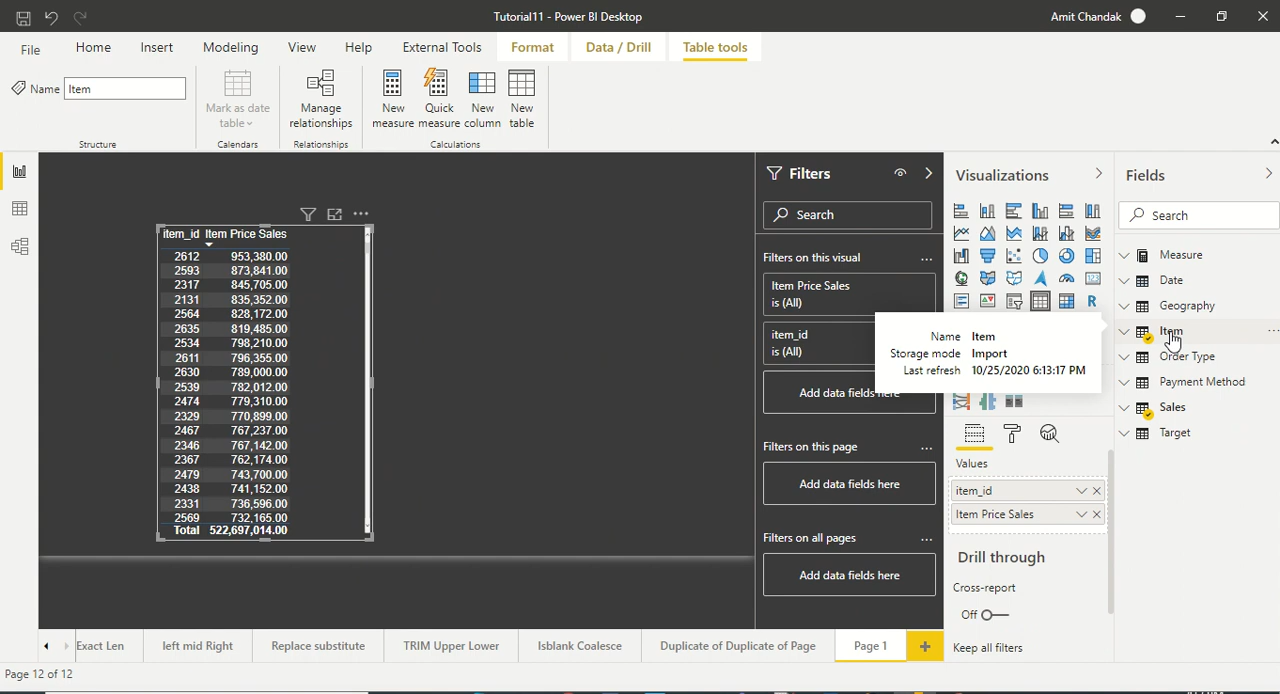 Tutorial11 - Power BI Desktop
Amit Chandak
File
Home
Insert
Modeling
View
Help
External Tools
Format
Data / Drill
Table tools
Name
Item
Mark as date
table
Manage
relationships
New
measure
Quick
measure
New
column
New
table
Structure
Calendars
Relationships
Calculations
item_id Item Price Sales
2612 953,380.00
2593 873,841.00
2317 845,705.00
2131 835,352.00
2564 828,172.00
2635 819,485.00
2534 798,210.00
2611 796,355.00
2630 789,000.00
2539 782,012.00
2474 779,310.00
2329 770,899.00
2467 767,237.00
2346 767,142.00
2367 762,174.00
2479 743,700.00
2438 741,152.00
2331 736,596.00
2569 732,165.00
Total 522,697,014.00
Filters
Search
Filters on this visual
...
Item Price Sales
is (All)
item_id
is (All)
Add data fields here
Filters on this page
...
Add data fields here
Filters on all pages
...
Add data fields here
Visualizations
123
R
Name Item
Storage mode Import
Last refresh 10/25/2020 6:13:17 PM
Values
item_id
Item Price Sales
Drill through
Cross-report
Off
Keep all filters
Fields
Search
Measure
Date
Geography
Item
...
Order Type
Payment Method
Sales
Target
Exact Len
left mid Right
Replace substitute
TRIM Upper Lower
Isblank Coalesce
Duplicate of Duplicate of Page
Page 1
+
Page 12 of 12